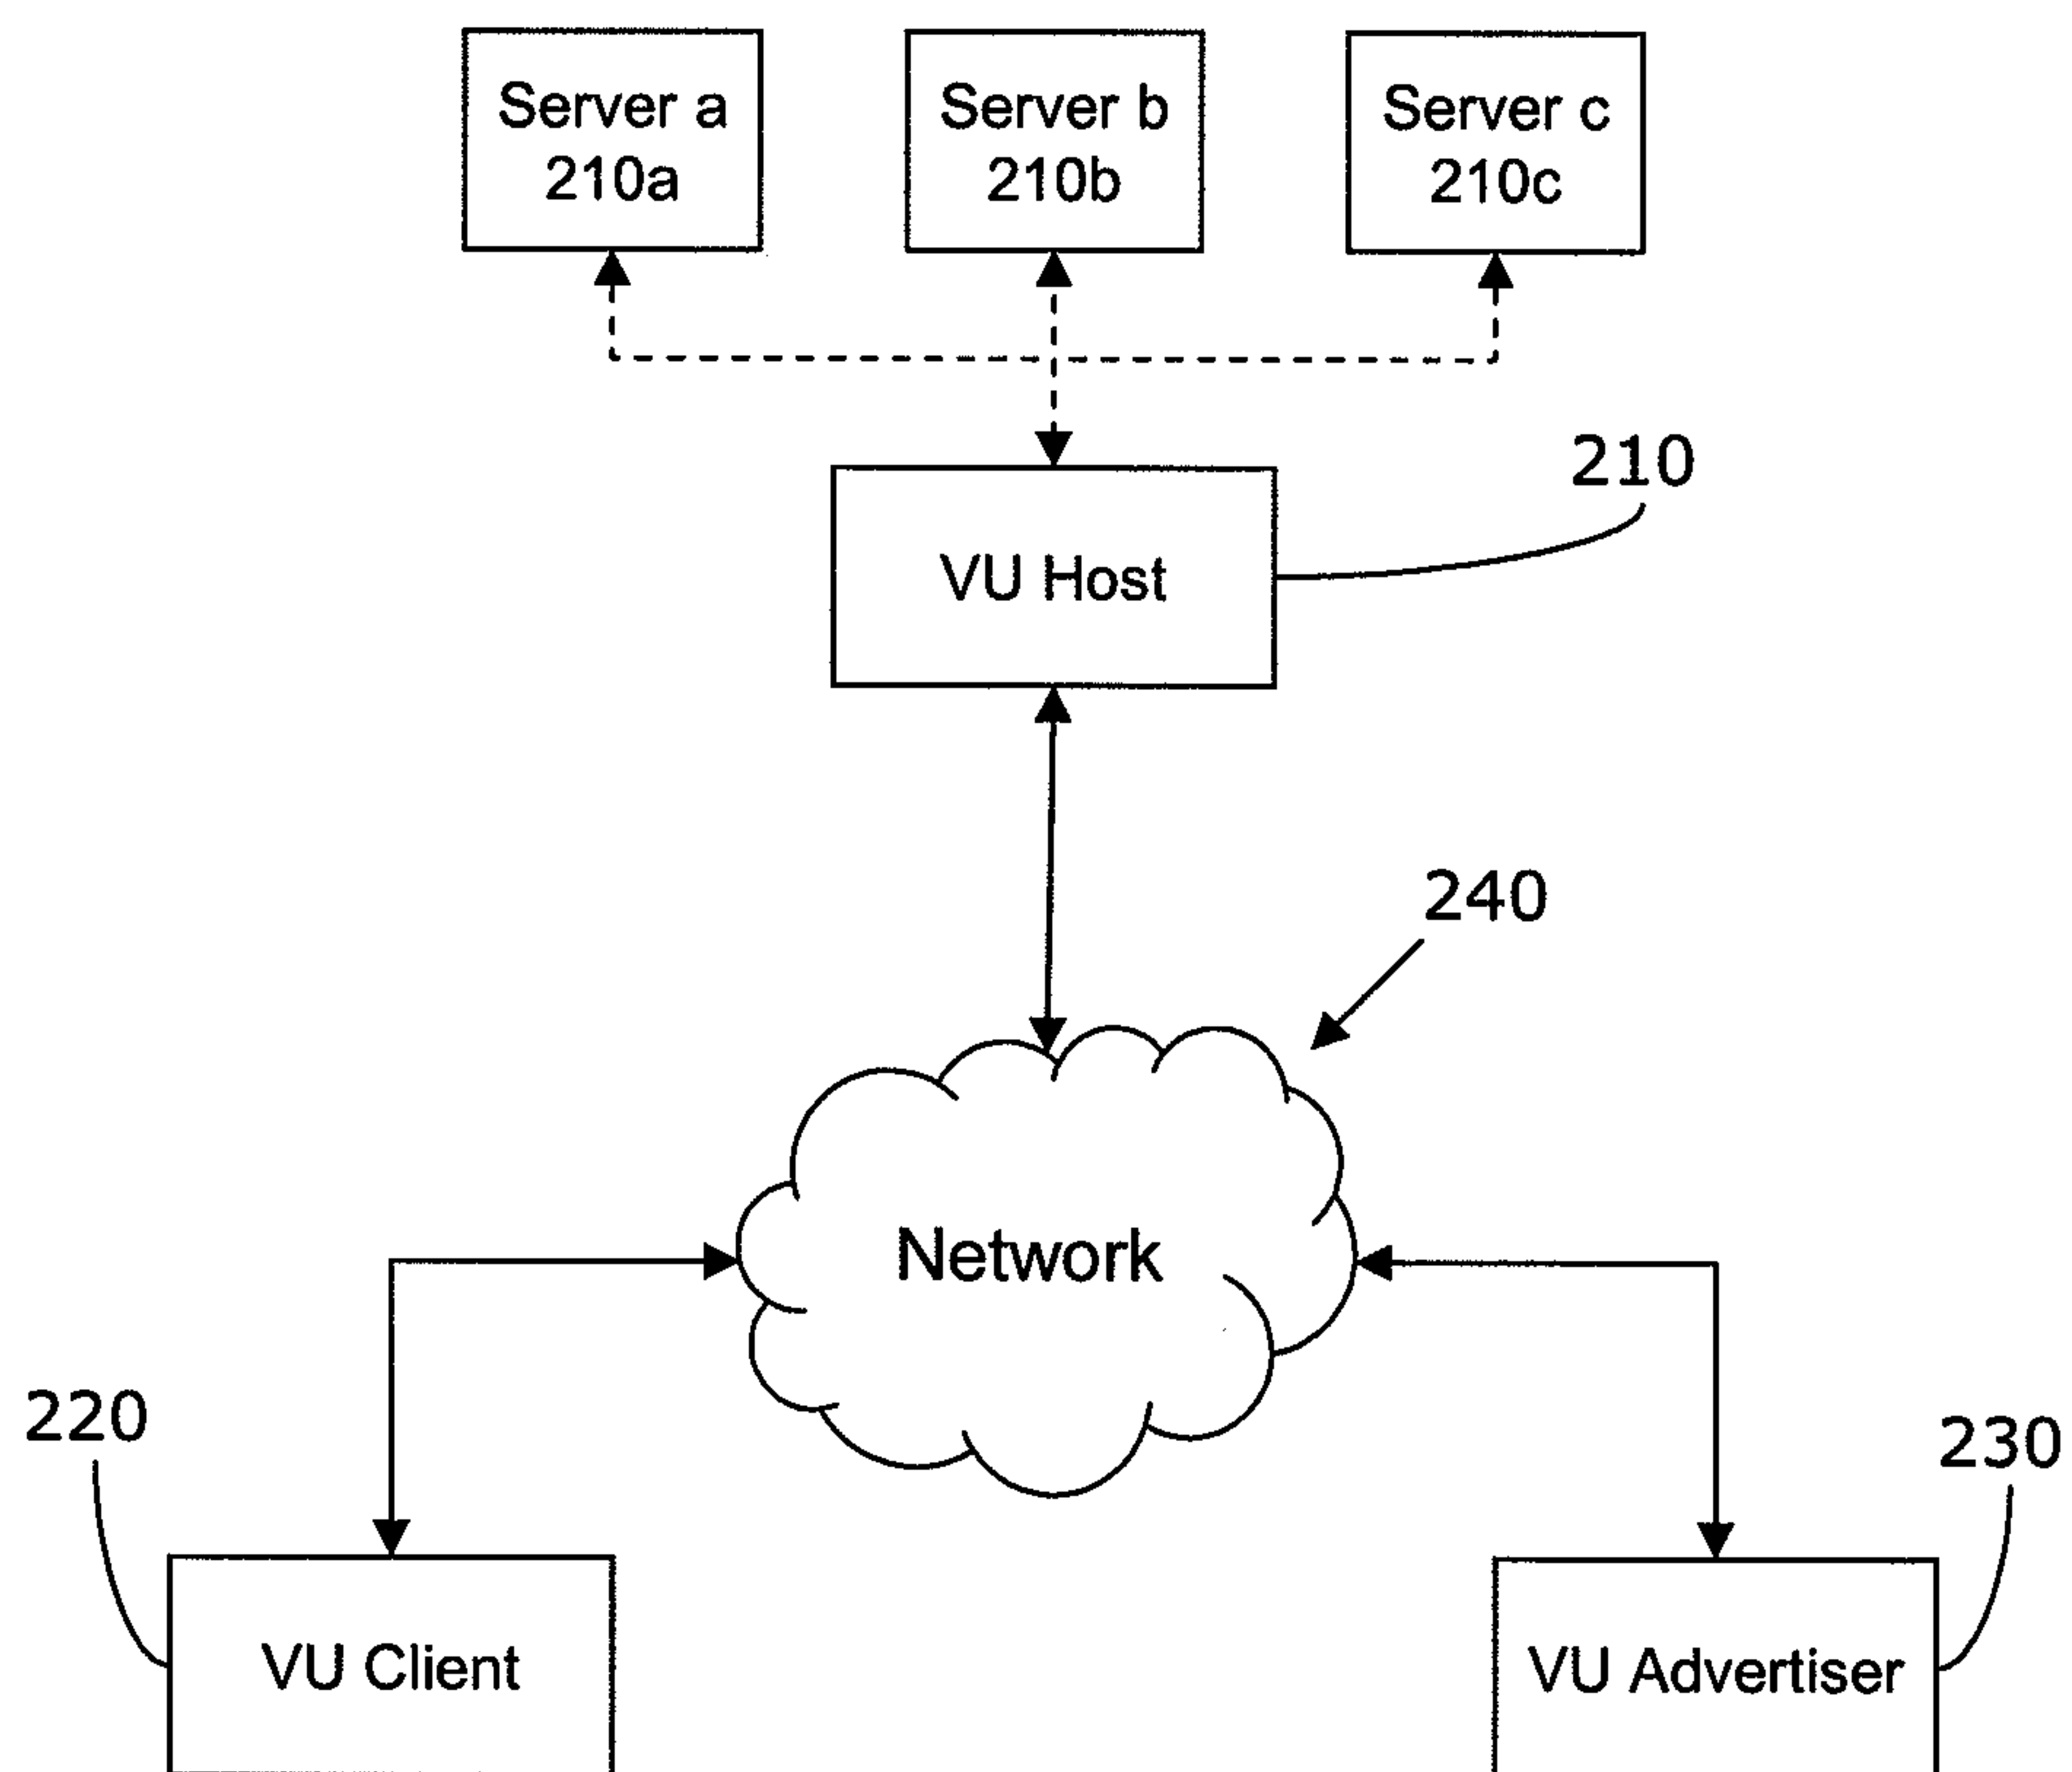 Server a
210a
Server b
210b
Server c
210c
210
VU Host
240
Network
220
230
VU Client
VU Advertiser